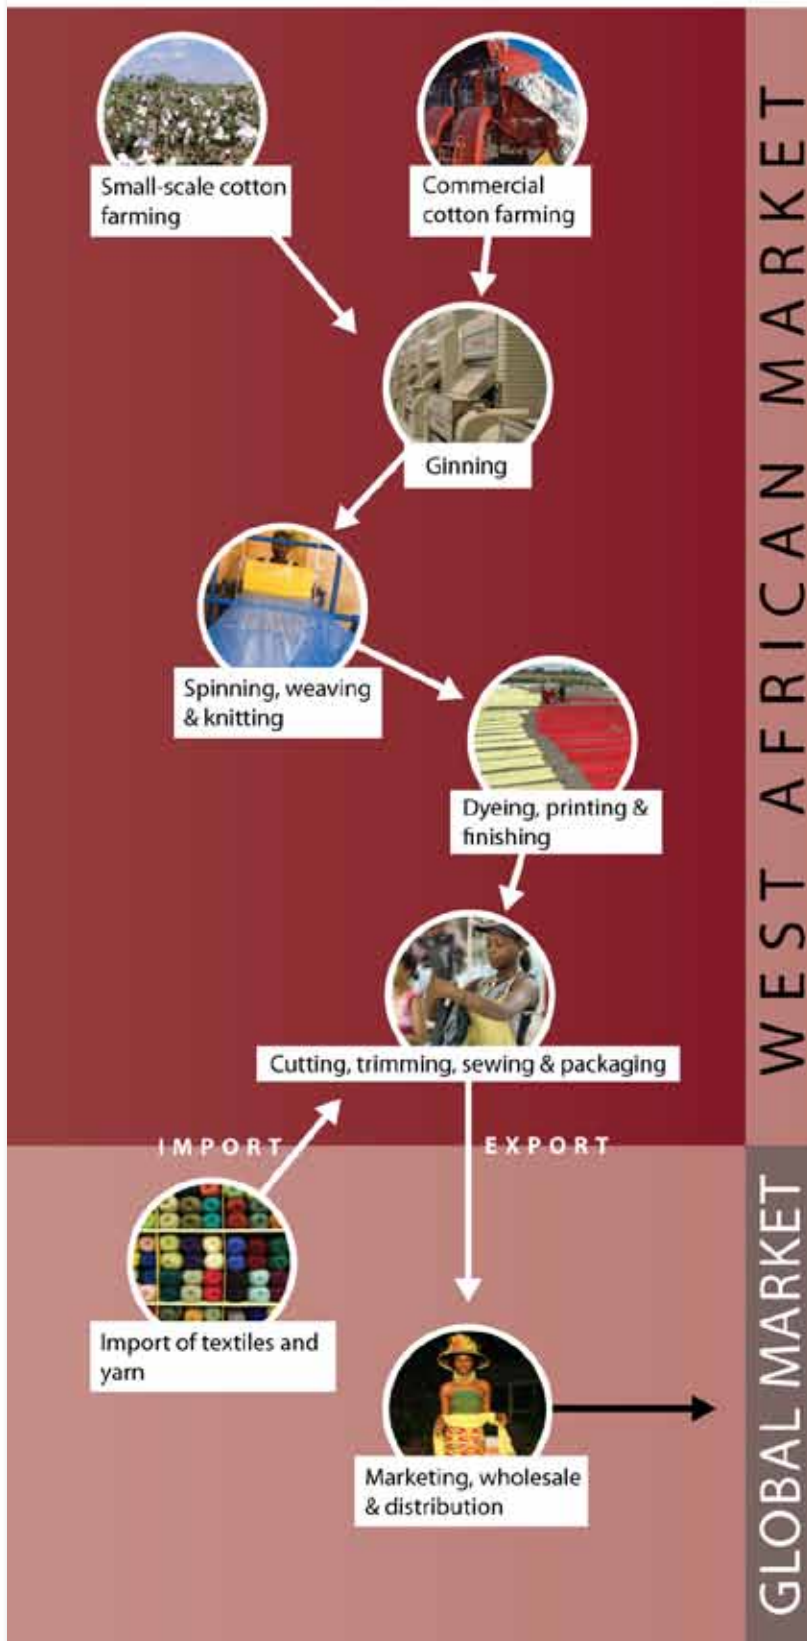 Small-scale cotton
farming
Commercial
cotton farming
Ginning
Spinning, weaving
& knitting
Dyeing, printing &
finishing
Cutting, trimming, sewing & packaging
IMPORT
EXPORT
Import of textiles and
yarn
Marketing, wholesale
& distribution
WEST AFRICAN MARKET
GLOBAL MARKET